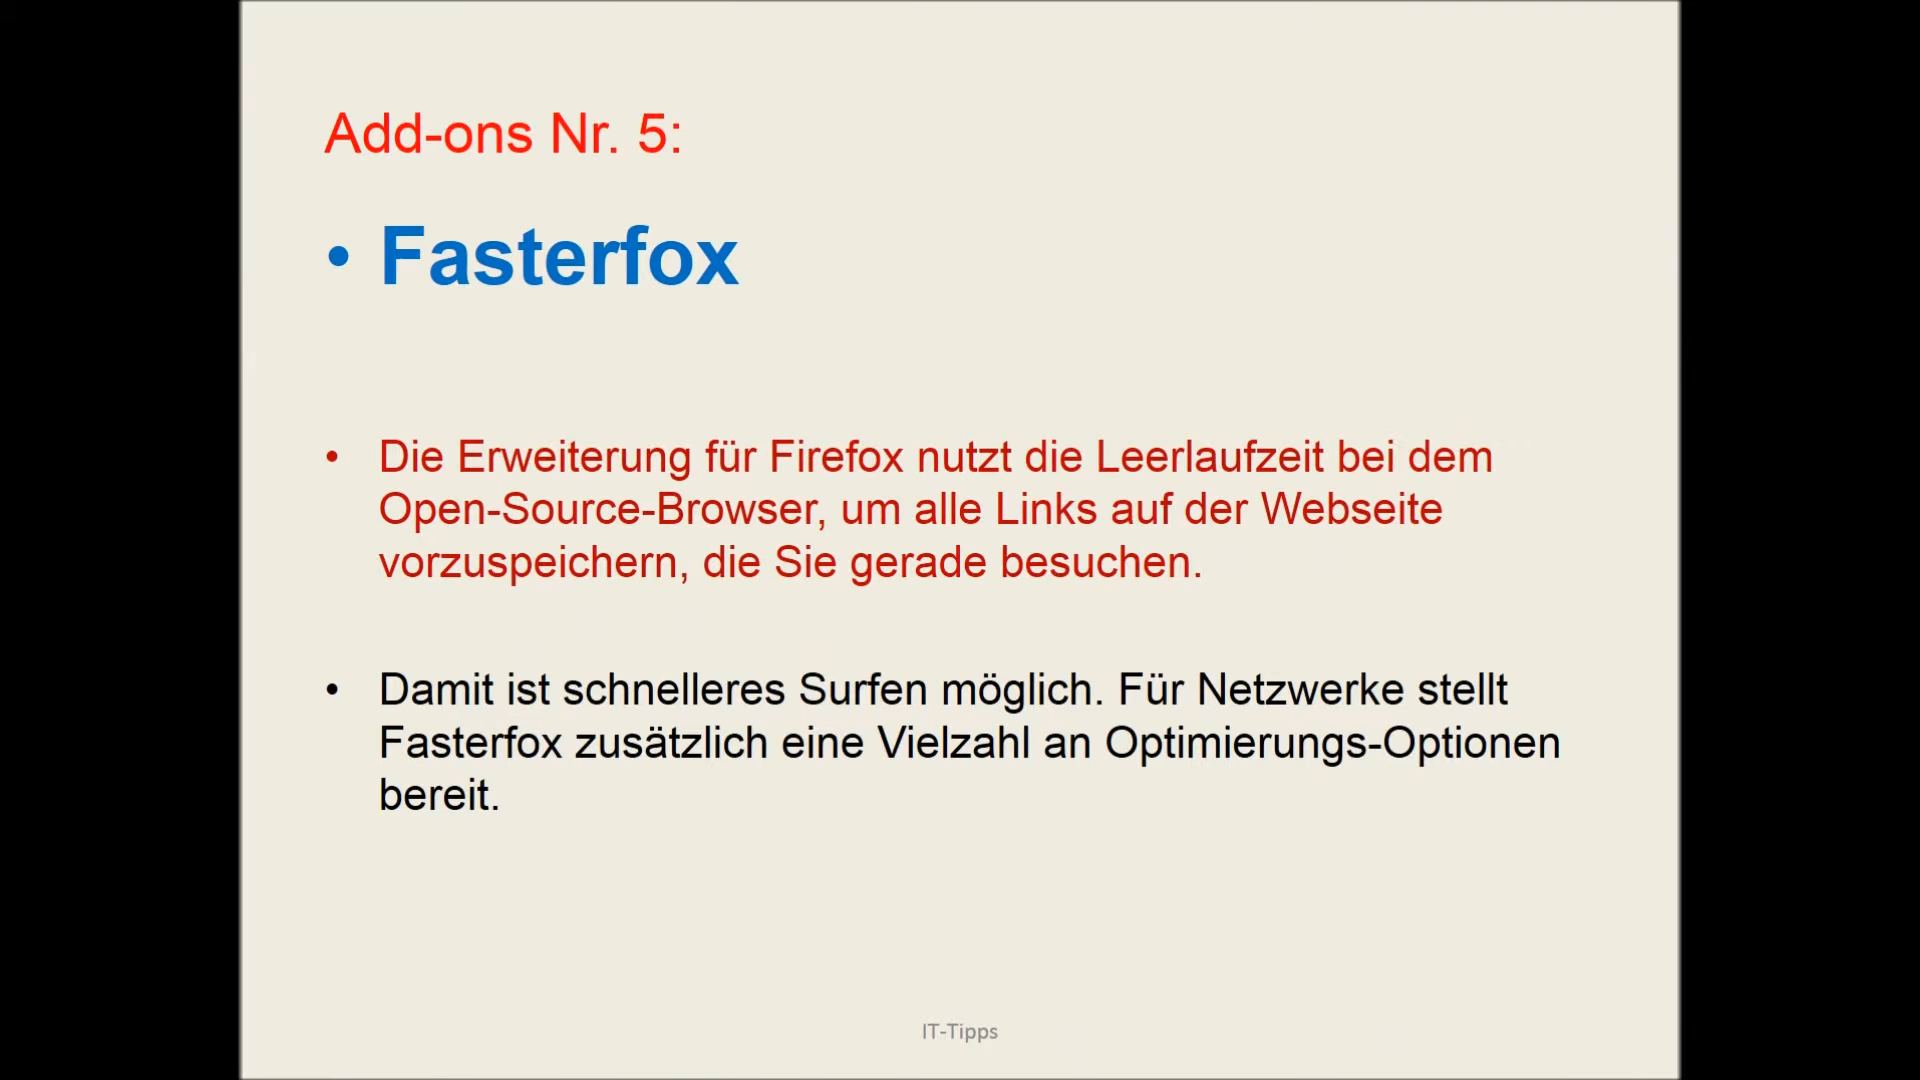 Add-ons Nr. 5:
• Fasterfox
• Die Erweiterung für Firefox nutzt die Leerlaufzeit bei dem
Open-Source-Browser, um alle Links auf der Webseite
vorzuspeichern, die Sie gerade besuchen.
• Damit ist schnelleres Surfen möglich. Für Netzwerke stellt
Fasterfox zusätzlich eine Vielzahl an Optimierungs-Optionen
bereit.
IT-Tipps